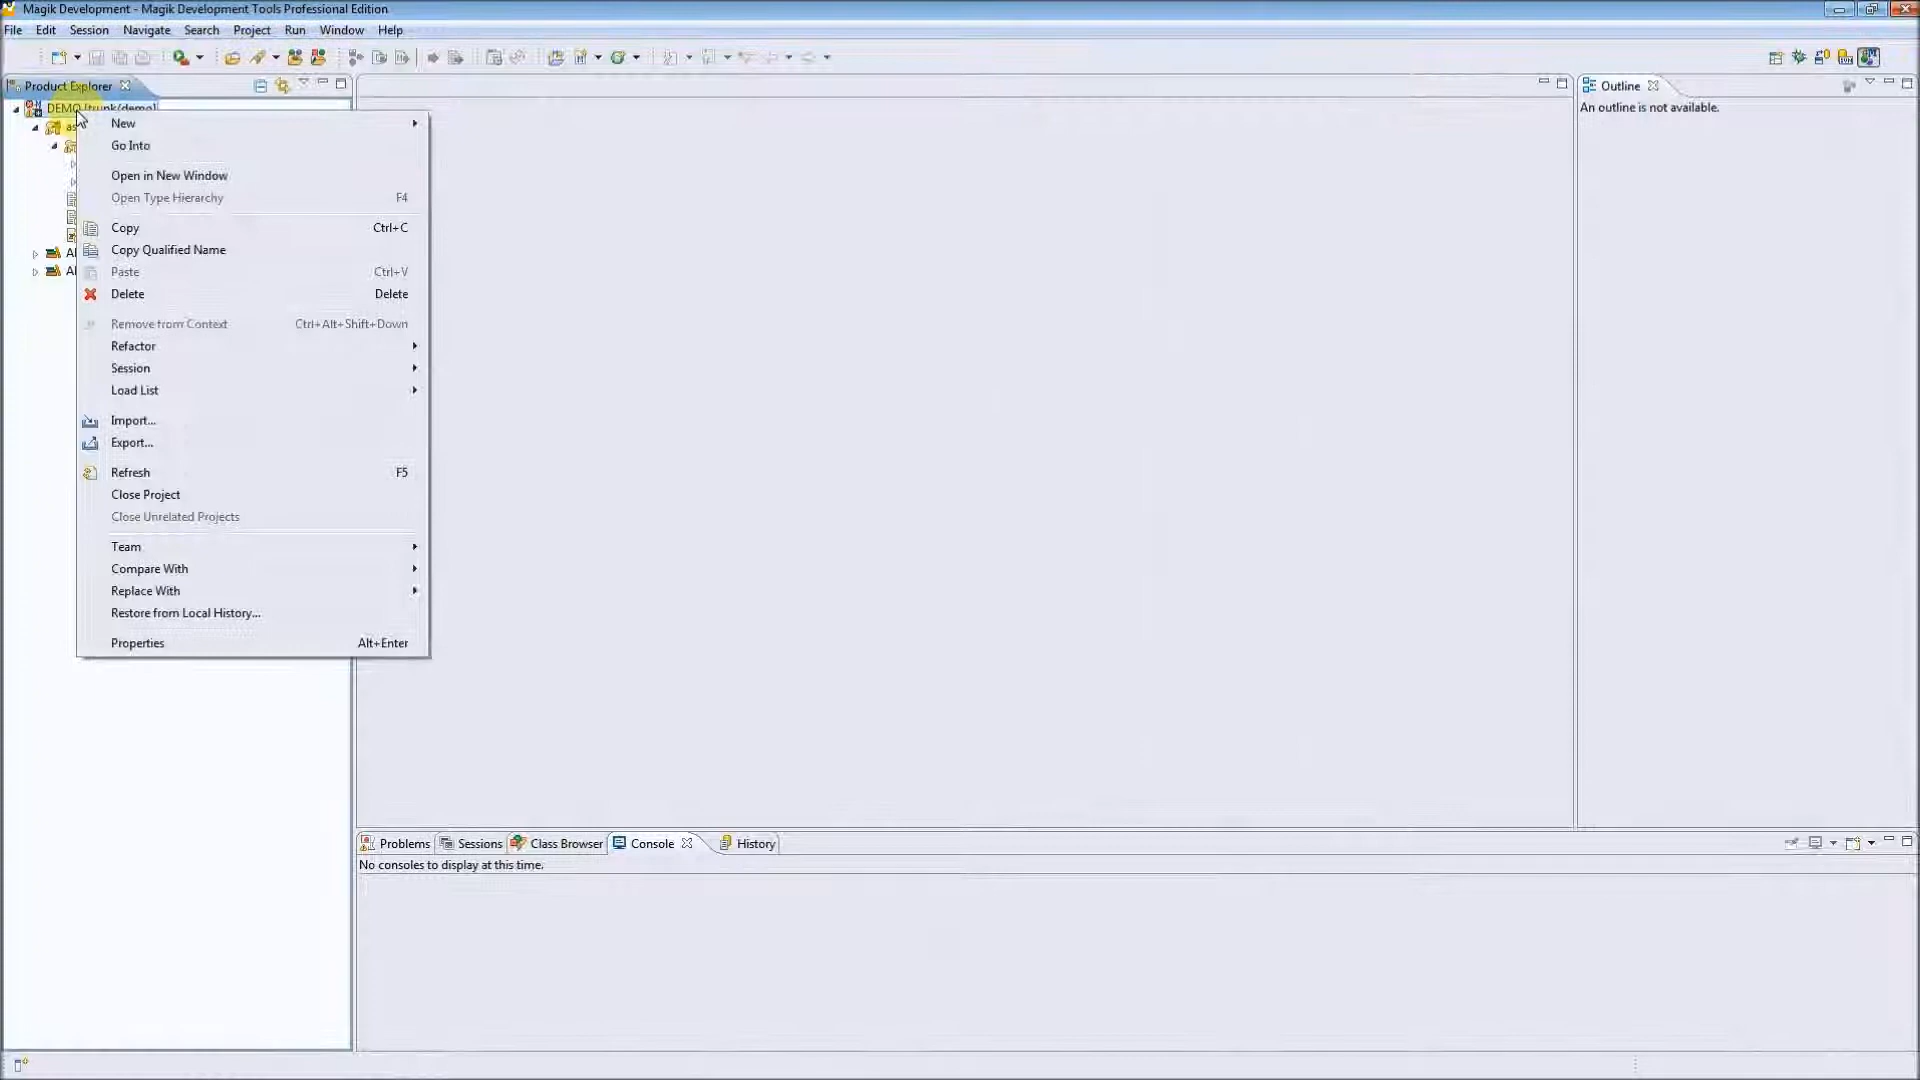 Magik Development - Magik Development Tools Professional Edition
File Edit Session Navigate Search Project Run Window Help
Product Explorer
Outline
DEMO [trunk/demo]
An outline is not available.
New
Go Into
Open in New Window
Open Type Hierarchy F4
Copy Ctrl+C
Copy Qualified Name
Paste Ctrl+V
Delete Delete
Remove from Context Ctrl+Alt+Shift+Down
Refactor
Session
Load List
Import...
Export...
Refresh F5
Close Project
Close Unrelated Projects
Team
Compare With
Replace With
Restore from Local History...
Properties Alt+Enter
Problems Sessions Class Browser Console History
No consoles to display at this time.